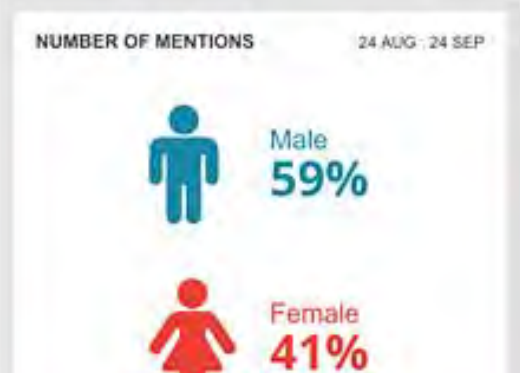 NUMBER OF MENTIONS 24 AUG - 24 SEP
Male
59%
Female
41%